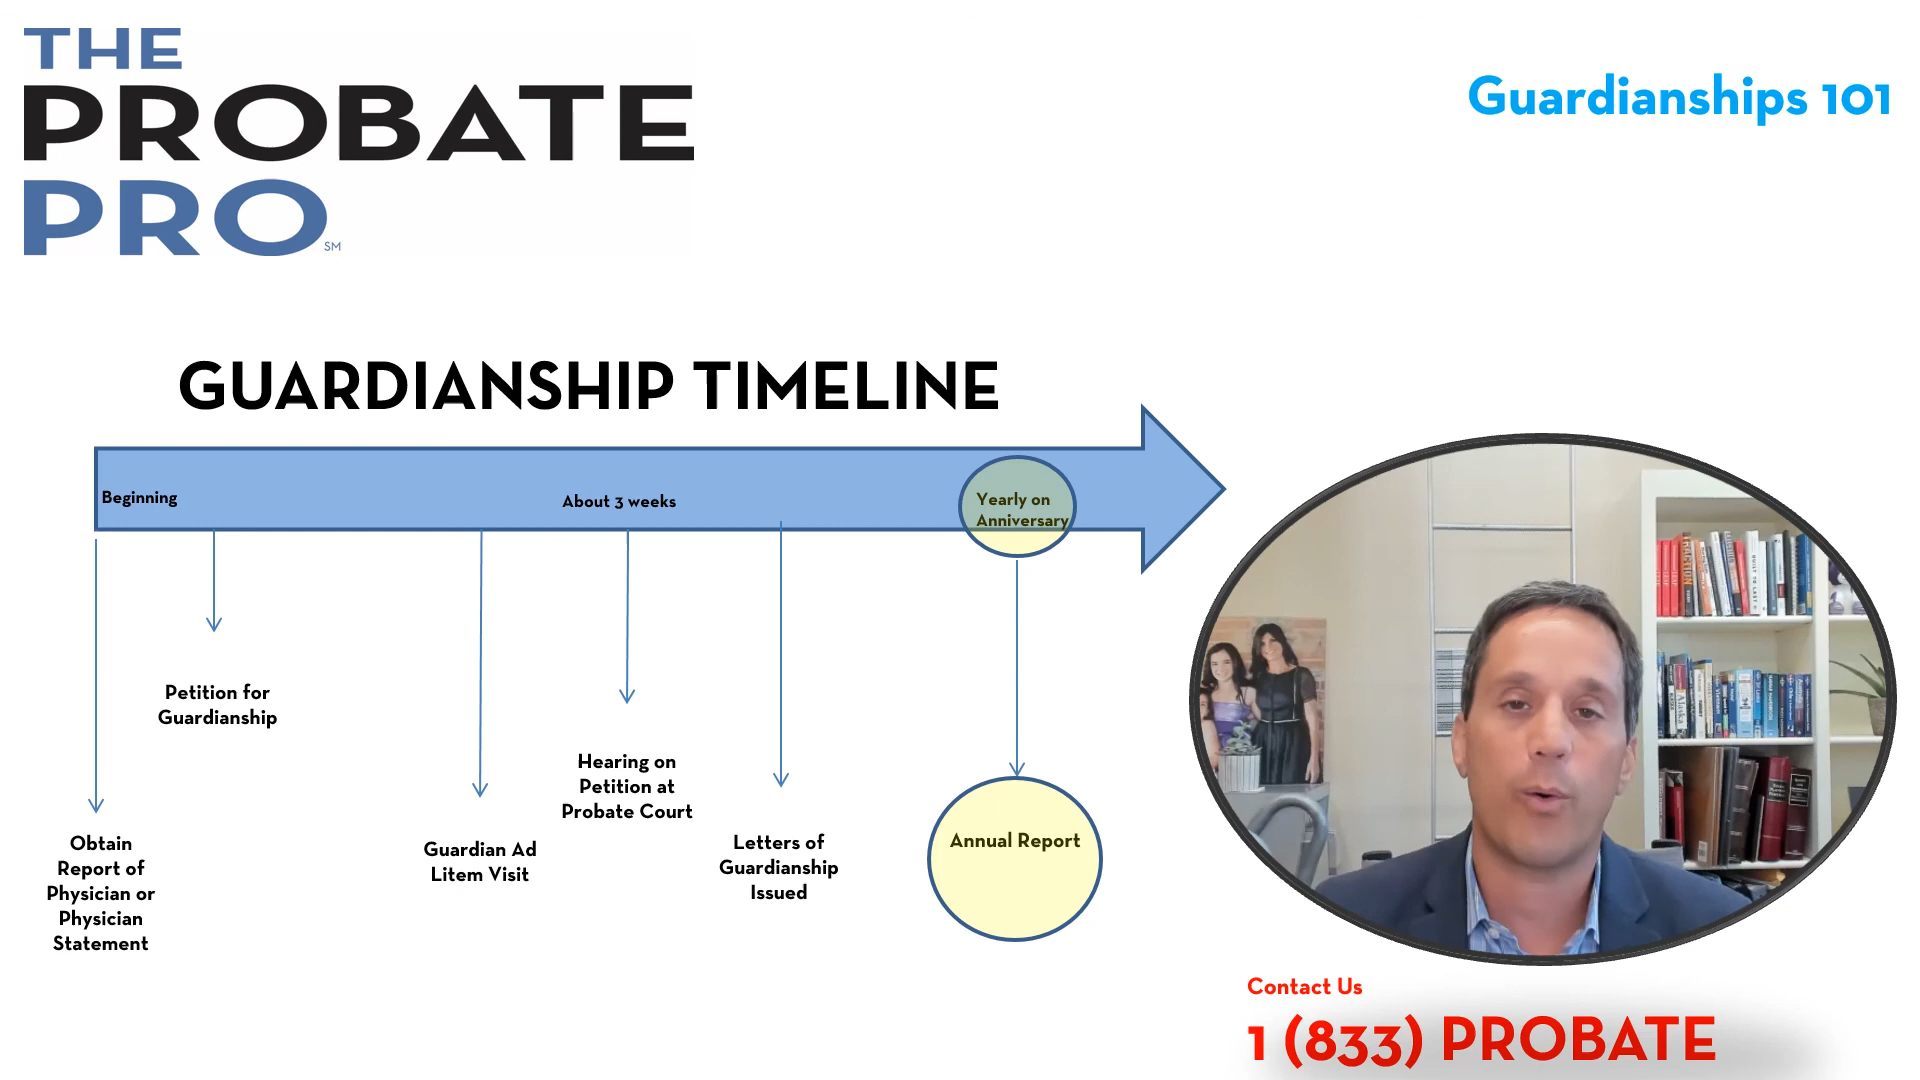 THE
PROBATE
PRO
SM
Guardianships 101
GUARDIANSHIP TIMELINE
Beginning
About 3 weeks
Yearly on
Anniversary
Petition for
Guardianship
Obtain
Report of
Physician or
Physician
Statement
Guardian Ad
Litem Visit
Hearing on
Petition at
Probate Court
Letters of
Guardianship
Issued
Annual Report
Contact Us
1 (833) PROBATE